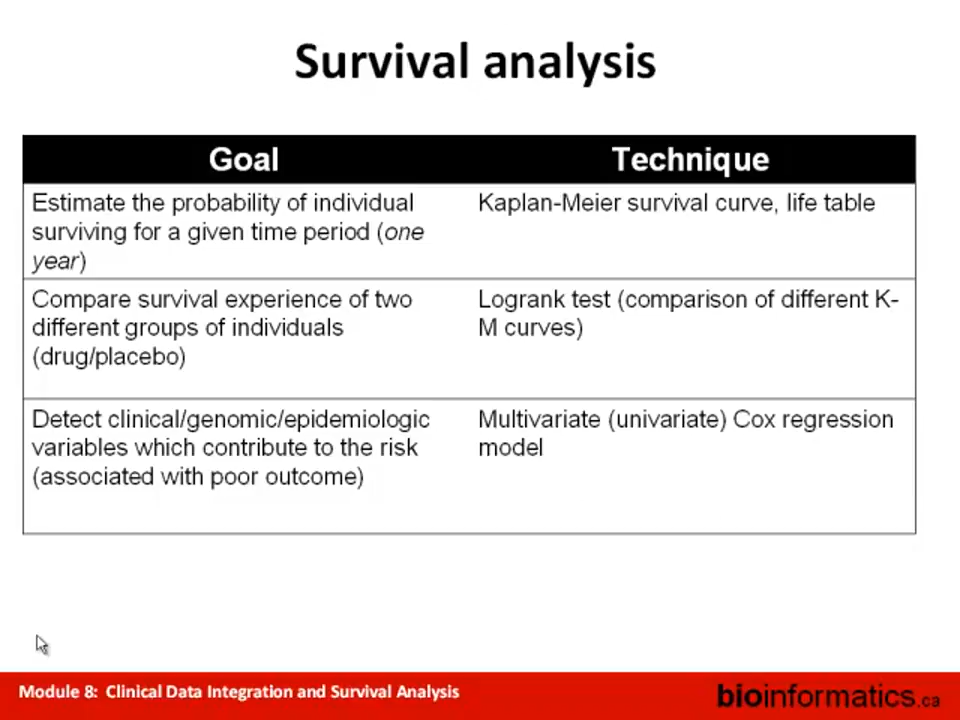 Survival analysis
Goal
Technique
Estimate the probability of individual
surviving for a given time period (one
year)
Kaplan-Meier survival curve, life table
Compare survival experience of two
different groups of individuals
(drug/placebo)
Logrank test (comparison of different K-
M curves)
Detect clinical/genomic/epidemiologic
variables which contribute to the risk
(associated with poor outcome)
Multivariate (univariate) Cox regression
model
Module 8: Clinical Data Integration and Survival Analysis
bioinformatics.ca